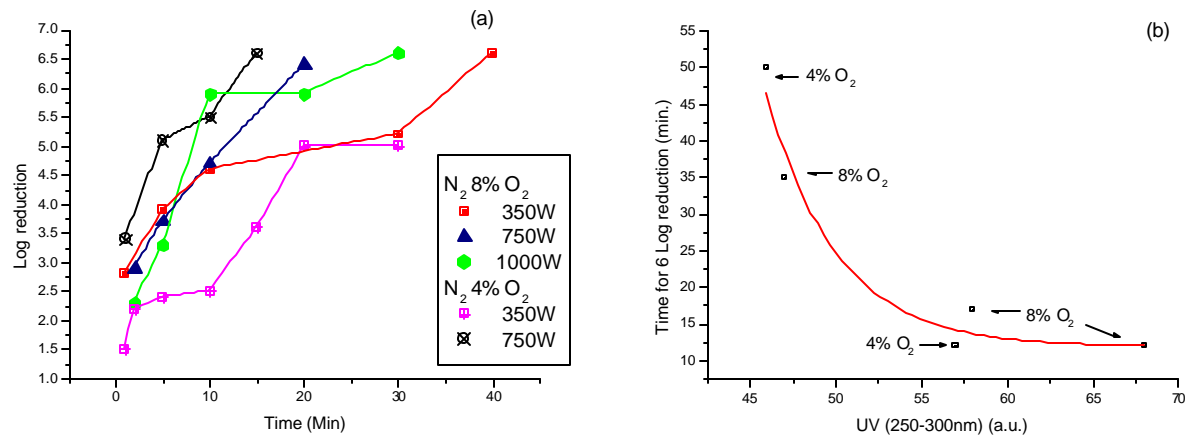 (a)
7.0
6.5
6.0
5.5
5.0
4.5
4.0
3.5
3.0
2.5
2.0
1.5
1.0
Log reduction
N₂ 8% O₂
350W
750W
1000W
N₂ 4% O₂
350W
750W
0 10 20 30 40
Time (Min)
(b)
55
50
45
40
35
30
25
20
15
10
Time for 6 Log reduction (min.)
4% O₂
8% O₂
8% O₂
4% O₂
45 50 55 60 65 70
UV (250-300nm) (a.u.)